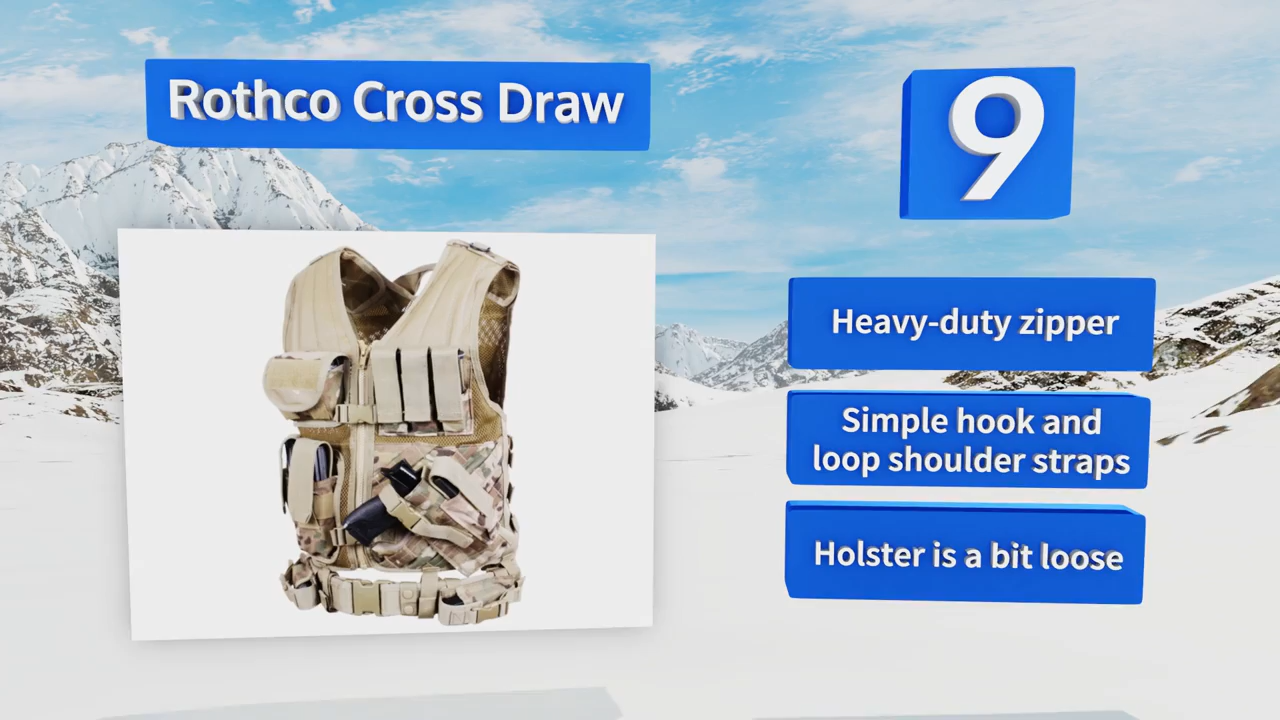 Rothco Cross Draw
9
Heavy-duty zipper
Simple hook and
loop shoulder straps
Holster is a bit loose